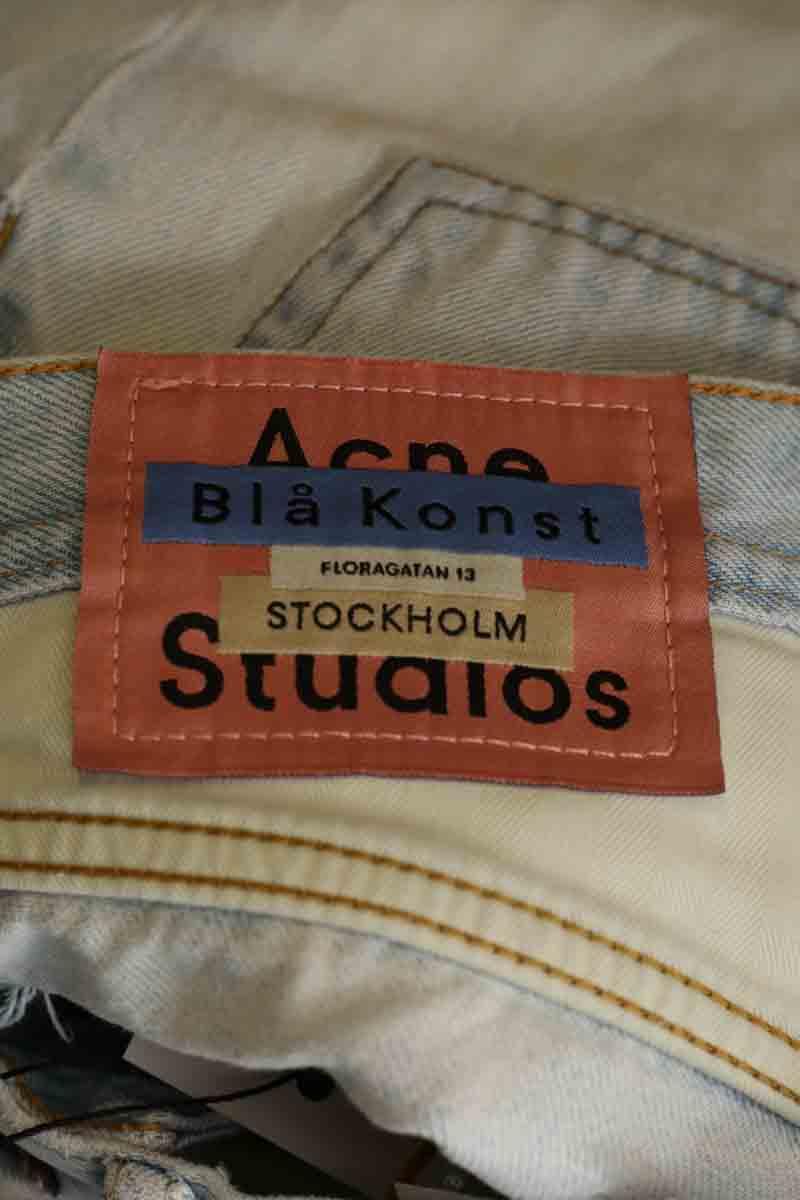 Acne
Blå Konst
FLORAGATAN 13
STOCKHOLM
Studios